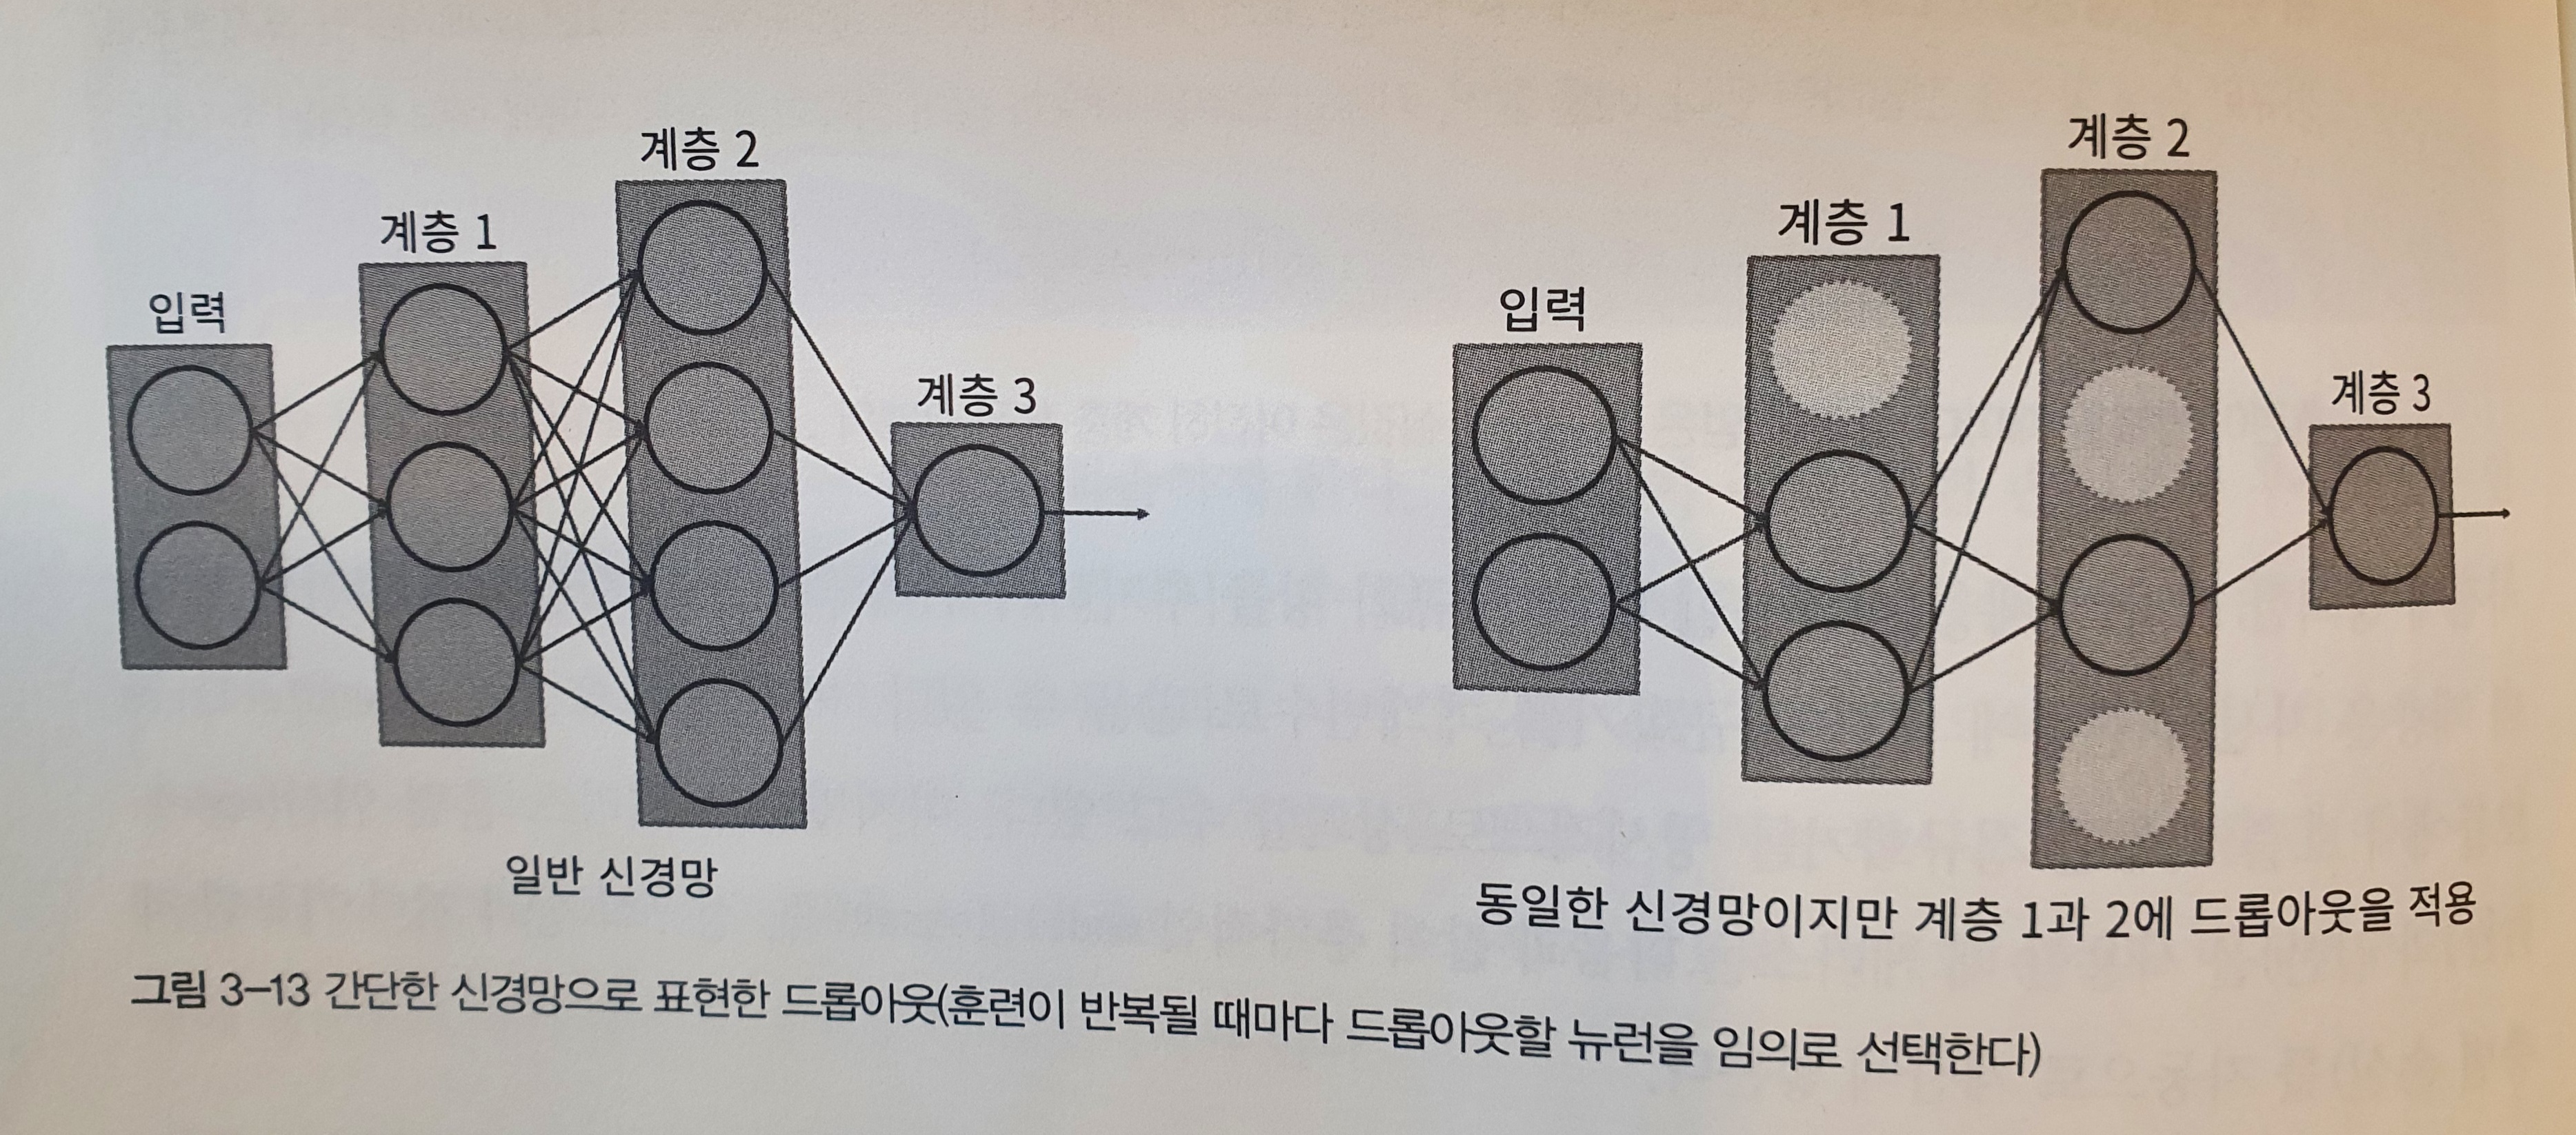 입력
계층 1
계층 2
계층 3
일반 신경망
입력
계층 1
계층 2
계층 3
동일한 신경망이지만 계층 1과 2에 드롭아웃을 적용
그림 3-13 간단한 신경망으로 표현한 드롭아웃(훈련이 반복될 때마다 드롭아웃할 뉴런을 임의로 선택한다)